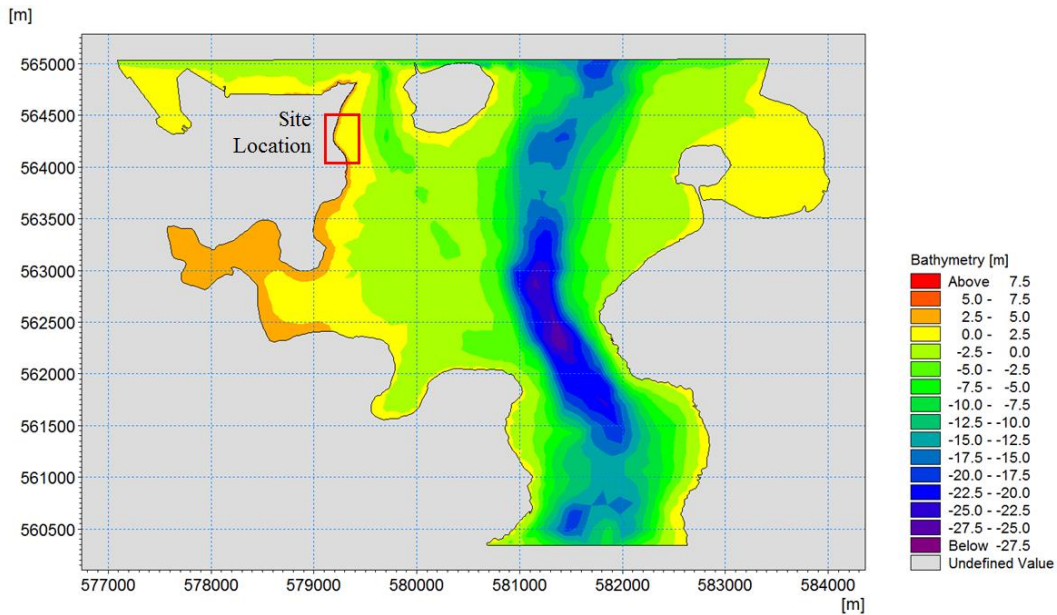 [m]
565000
564500
564000
563500
563000
562500
562000
561500
561000
560500
577000 578000 579000 580000 581000 582000 583000 584000
[m]
Site
Location
Bathymetry [m]
Above 7.5
5.0 - 7.5
2.5 - 5.0
0.0 - 2.5
-2.5 - 0.0
-5.0 - -2.5
-7.5 - -5.0
-10.0 - -7.5
-12.5 - -10.0
-15.0 - -12.5
-17.5 - -15.0
-20.0 - -17.5
-22.5 - -20.0
-25.0 - -22.5
-27.5 - -25.0
Below -27.5
Undefined Value